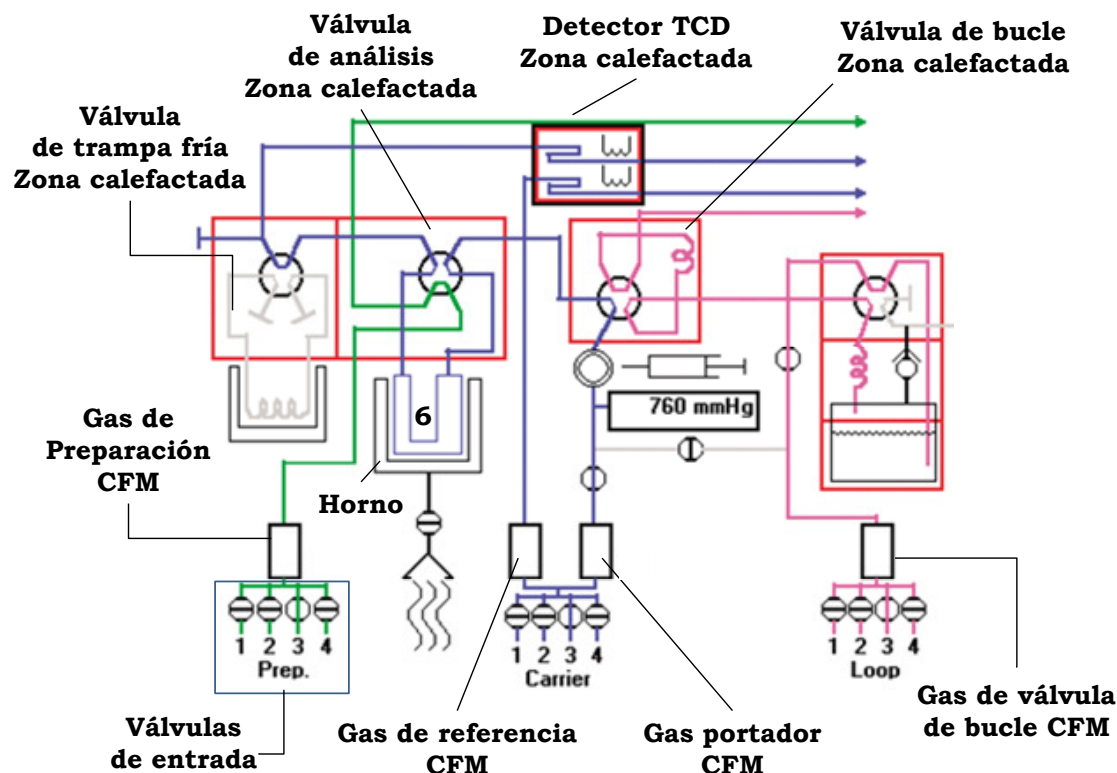 Válvula
de análisis
Zona calefactada
Detector TCD
Zona calefactada
Válvula de bucle
Zona calefactada
Válvula
de trampa fría
Zona calefactada
760 mmHg
6
Gas de
Preparación
CFM
Horno
1 2 3 4
Prep.
1 2 3 4
Carrier
1 2 3 4
Loop
Válvulas
de entrada
Gas de referencia
CFM
Gas portador
CFM
Gas de válvula
de bucle CFM